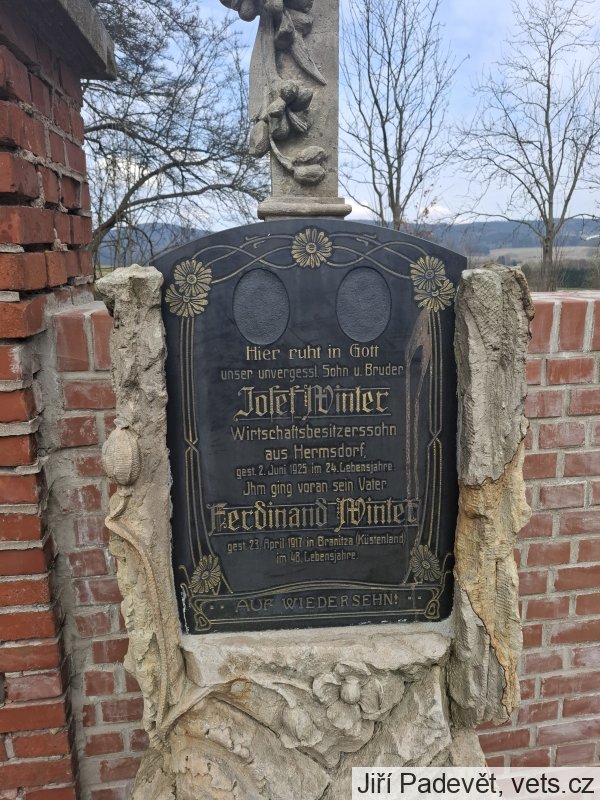 Hier ruht in Gott
unser unvergessl. Sohn u. Bruder
Josef Winter
Wirtschaftsbesitzerssohn
aus Hermsdorf,
gest. 2. Juni 1925 im 24. Lebensjahre.
Jhm ging voran sein Vater
Ferdinand Winter
gest. 23. April 1917 in Branitza (Küstenland)
im 48. Lebensjahre.
AUF WIEDERSEHN!
Jiří Padevět, vets.cz